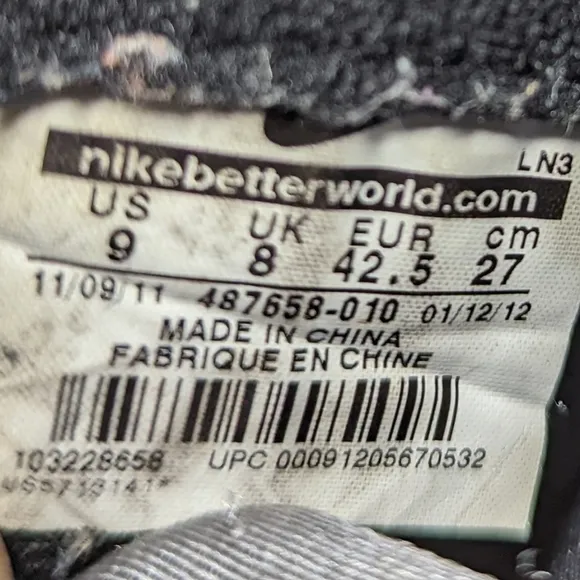 LN3
nikebetterworld.com
US UK EUR cm
9 8 42.5 27
11/09/11 487658-010 01/12/12
MADE IN CHINA
FABRIQUE EN CHINE
103228658 UPC 00091205670532